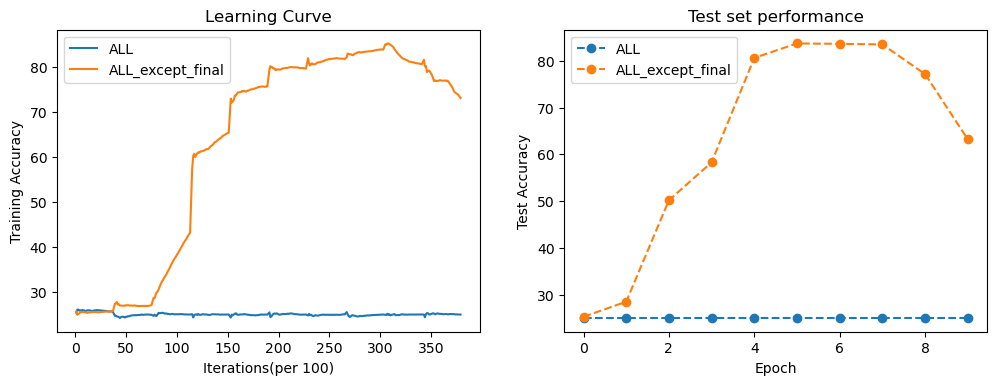 Learning Curve
ALL
ALL_except_final
Training Accuracy
80
70
60
50
40
30
0 50 100 150 200 250 300 350
Iterations(per 100)
Test set performance
ALL
ALL_except_final
Test Accuracy
80
70
60
50
40
30
0 2 4 6 8
Epoch